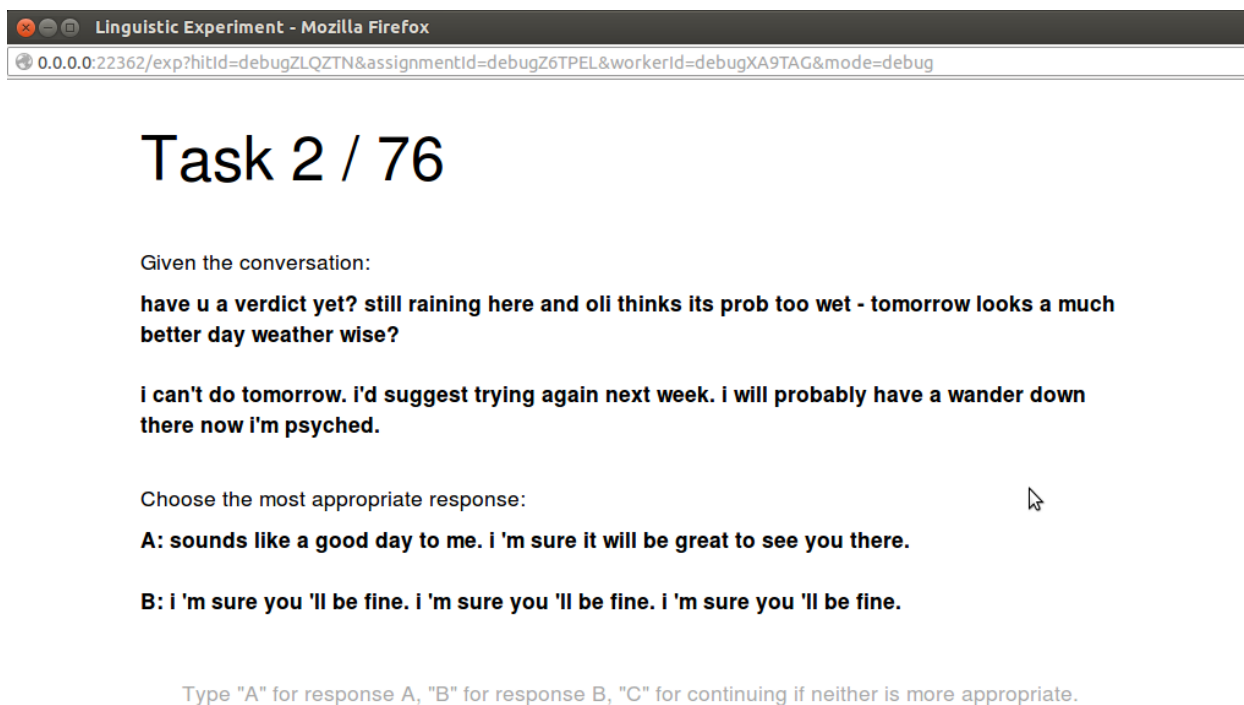 Linguistic Experiment - Mozilla Firefox
0.0.0.0:22362/exp?hitId=debugZLQZTN&assignmentId=debugZ6TPEL&workerId=debugXA9TAG&mode=debug
Task 2 / 76
Given the conversation:
have u a verdict yet? still raining here and oli thinks its prob too wet - tomorrow looks a much
better day weather wise?
i can't do tomorrow. i'd suggest trying again next week. i will probably have a wander down
there now i'm psyched.
Choose the most appropriate response:
A: sounds like a good day to me. i 'm sure it will be great to see you there.
B: i 'm sure you 'll be fine. i 'm sure you 'll be fine. i 'm sure you 'll be fine.
Type "A" for response A, "B" for response B, "C" for continuing if neither is more appropriate.